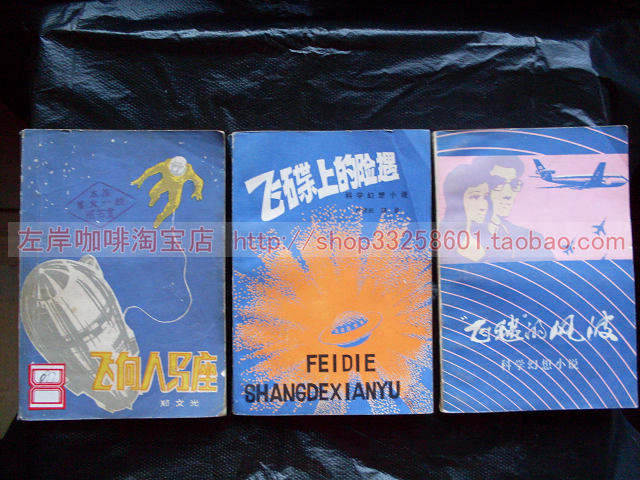 飞向人马座
郑文光
飞碟上的险遇
科学幻想小说
FEIDIE
SHANGDEXIANYU
"飞毯"的风波
科学幻想小说
左岸咖啡淘宝店 http://shop33258601.taobao.com